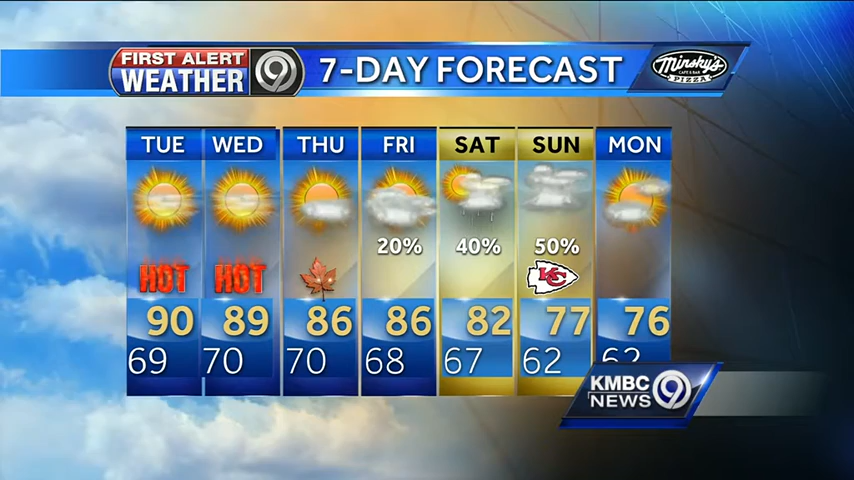 FIRST ALERT
WEATHER 9
7-DAY FORECAST
Minsky's
CAFE & BAR
PIZZA
TUE WED THU FRI SAT SUN MON
20% 40% 50%
HOT HOT KC
90 89 86 86 82 77 76
69 70 70 68 67 62 62
KMBC 9
NEWS